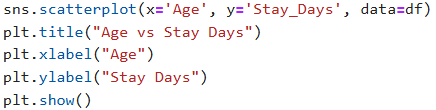 sns.scatterplot(x='Age', y='Stay_Days', data=df)
plt.title("Age vs Stay Days")
plt.xlabel("Age")
plt.ylabel("Stay Days")
plt.show()